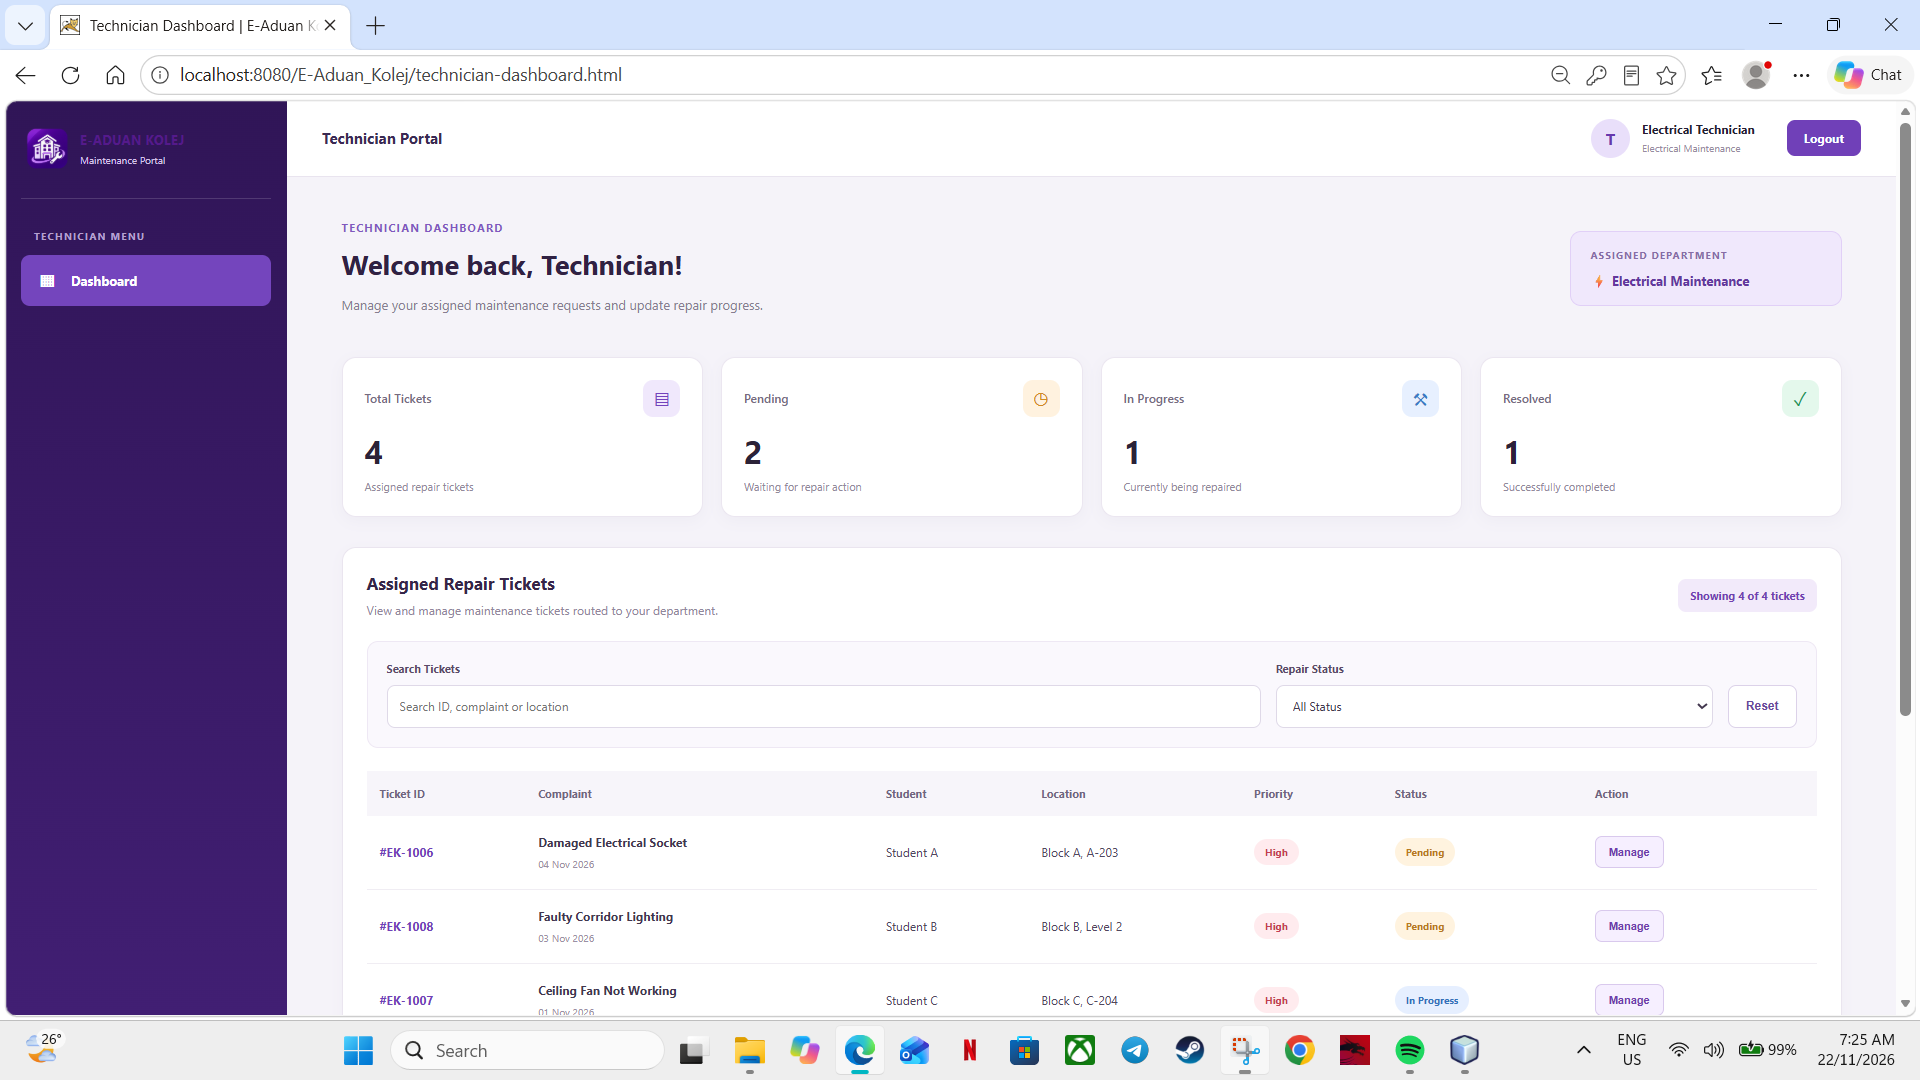 Technician Dashboard | E-Aduan K
localhost:8080/E-Aduan_Kolej/technician-dashboard.html
Chat
E-ADUAN KOLEJ
Maintenance Portal
TECHNICIAN MENU
Dashboard
Technician Portal
T
Electrical Technician
Electrical Maintenance
Logout
TECHNICIAN DASHBOARD
Welcome back, Technician!
Manage your assigned maintenance requests and update repair progress.
ASSIGNED DEPARTMENT
Electrical Maintenance
Total Tickets
4
Assigned repair tickets
Pending
2
Waiting for repair action
In Progress
1
Currently being repaired
Resolved
1
Successfully completed
Assigned Repair Tickets
View and manage maintenance tickets routed to your department.
Showing 4 of 4 tickets
Search Tickets
Search ID, complaint or location
Repair Status
All Status
Reset
Ticket ID Complaint Student Location Priority Status Action
#EK-1006 Damaged Electrical Socket Student A Block A, A-203 High Pending Manage
04 Nov 2026
#EK-1008 Faulty Corridor Lighting Student B Block B, Level 2 High Pending Manage
03 Nov 2026
#EK-1007 Ceiling Fan Not Working Student C Block C, C-204 High In Progress Manage
01 Nov 2026
26°
Search
N
ENG
US
99%
7:25 AM
22/11/2026